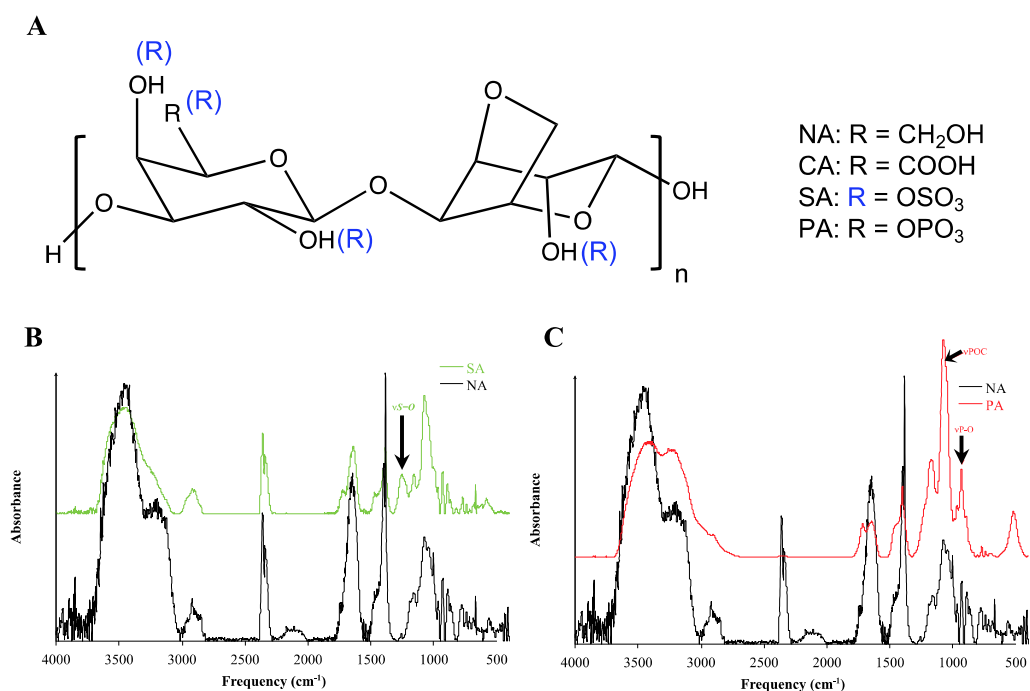 A
(R)
OH
R
(R)
O
O
O
O
H
OH
(R)
O
OH
(R)
OH
n
NA: R = CH₂OH
CA: R = COOH
SA: R = OSO₃
PA: R = OPO₃
B
SA
NA
νS=O
Absorbance
4000 3500 3000 2500 2000 1500 1000 500
Frequency (cm⁻¹)
C
νPOC
NA
PA
νP-O
Absorbance
4000 3500 3000 2500 2000 1500 1000 500
Frequency (cm⁻¹)